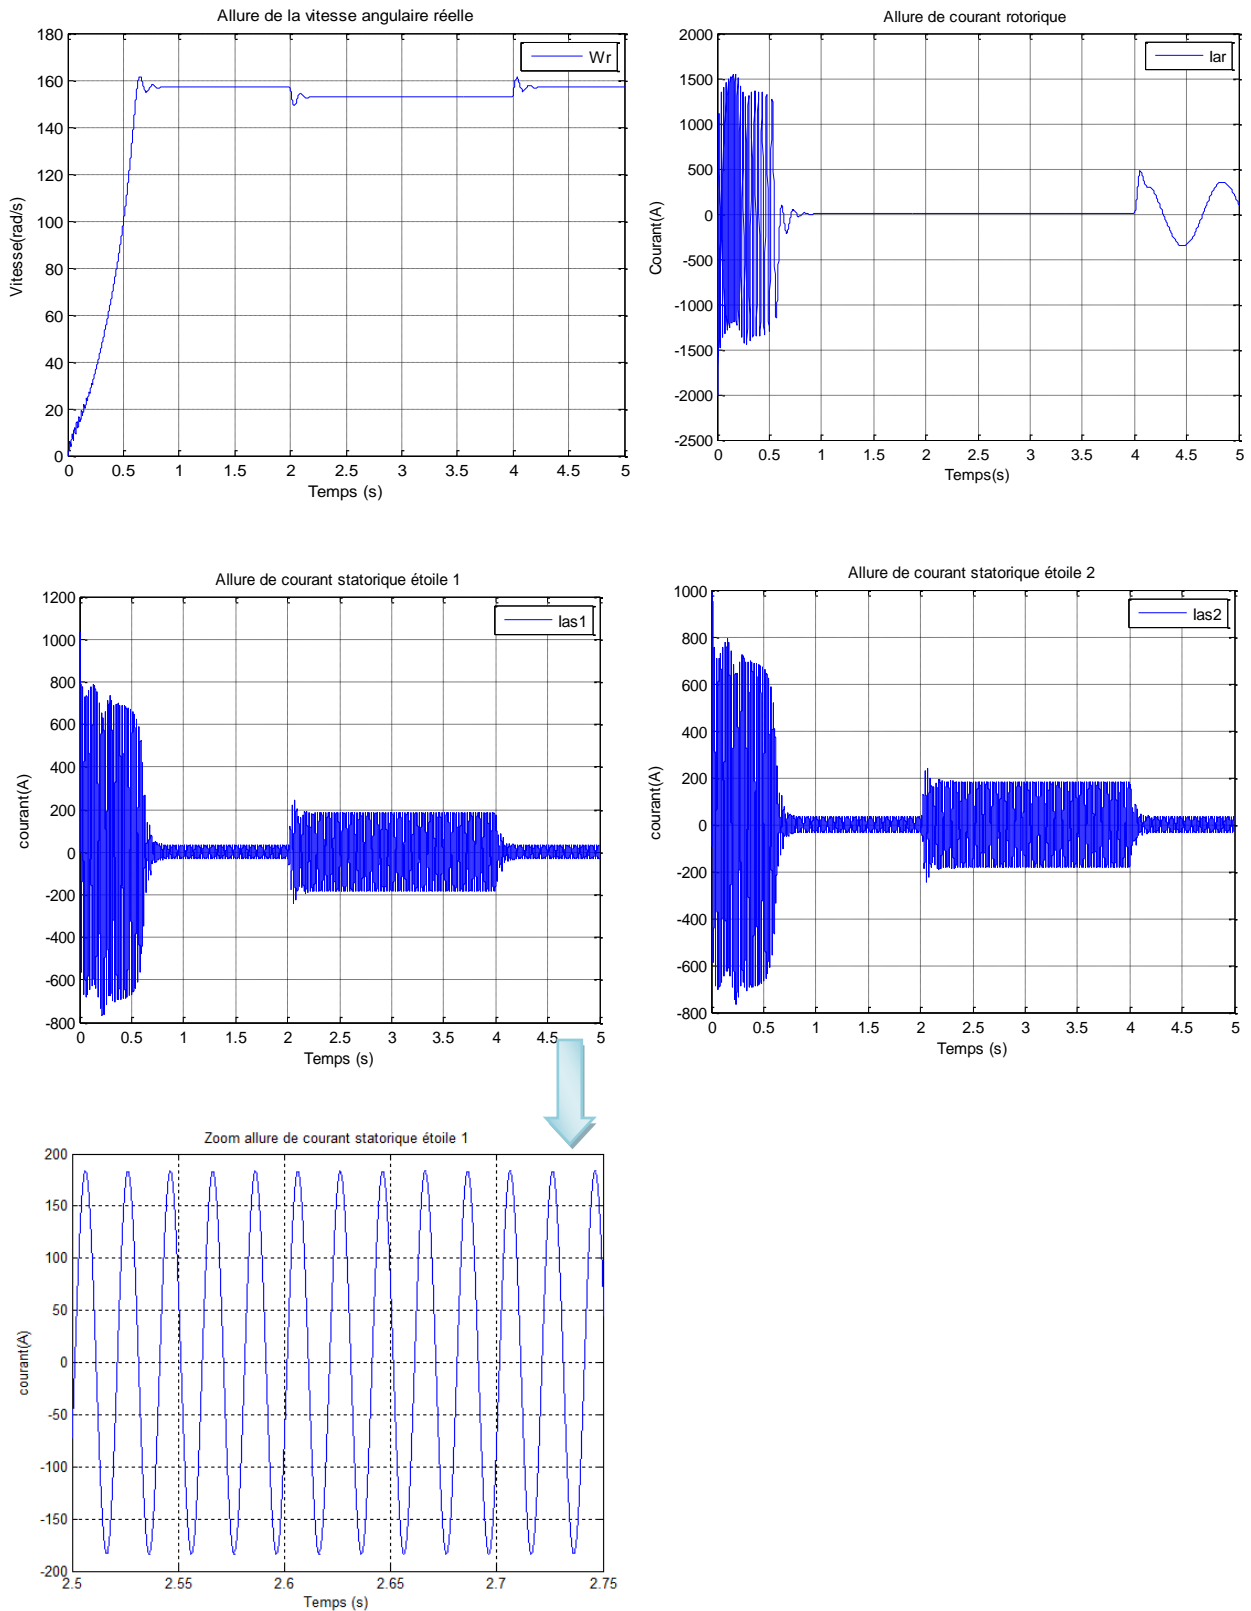 Allure de la vitesse angulaire réelle
180
160
140
120
100
80
60
40
20
0
Vitesse(rad/s)
Wr
0 0.5 1 1.5 2 2.5 3 3.5 4 4.5 5
Temps (s)
Allure de courant rotorique
2000
1500
1000
500
0
-500
-1000
-1500
-2000
-2500
Courant(A)
Iar
0 0.5 1 1.5 2 2.5 3 3.5 4 4.5 5
Temps(s)
Allure de courant statorique étoile 1
1200
1000
800
600
400
200
0
-200
-400
-600
-800
courant(A)
Ias1
0 0.5 1 1.5 2 2.5 3 3.5 4 4.5 5
Temps (s)
Allure de courant statorique étoile 2
1000
800
600
400
200
0
-200
-400
-600
-800
courant(A)
Ias2
0 0.5 1 1.5 2 2.5 3 3.5 4 4.5 5
Temps (s)
Zoom allure de courant statorique étoile 1
200
150
100
50
0
-50
-100
-150
-200
courant(A)
2.5 2.55 2.6 2.65 2.7 2.75
Temps (s)